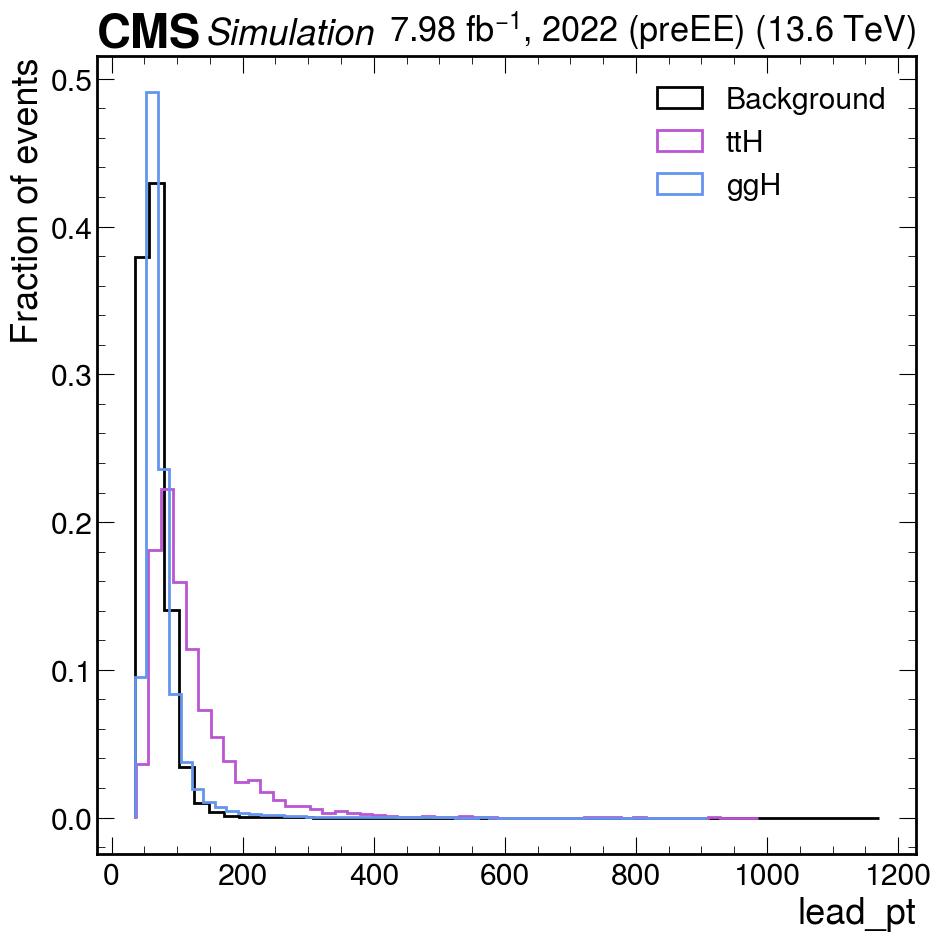 CMS Simulation 7.98 fb⁻¹, 2022 (preEE) (13.6 TeV)
Fraction of events
0.5
0.4
0.3
0.2
0.1
0.0
Background
ttH
ggH
0 200 400 600 800 1000 1200
lead_pt